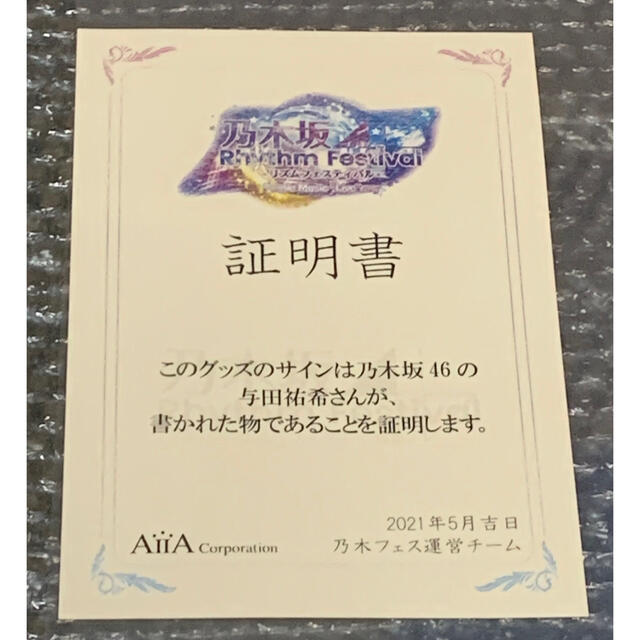 乃木坂46
Rhythm Festival
リズムフェスティバル
証明書
このグッズのサインは乃木坂46の
与田祐希さんが、
書かれた物であることを証明します。
2021年5月吉日
AiiA Corporation
乃木フェス運営チーム